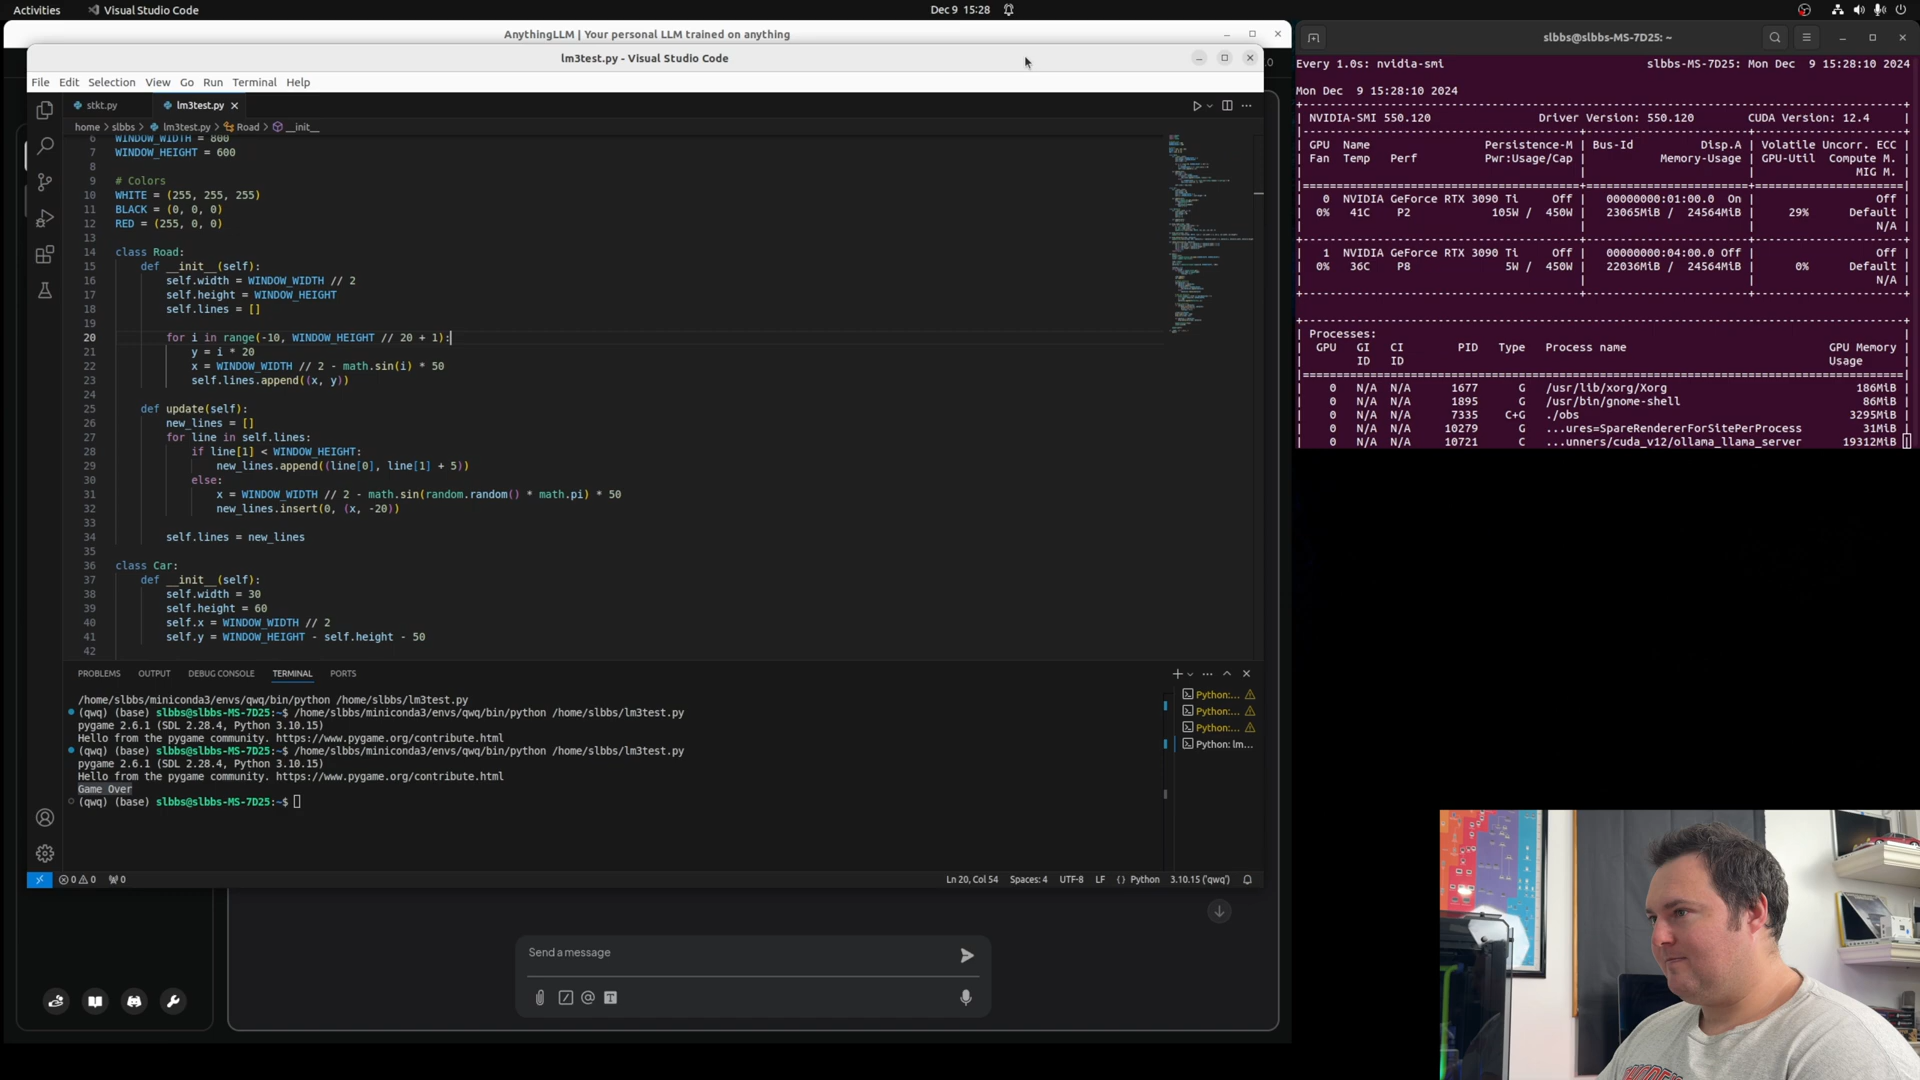 Activities
Visual Studio Code
Dec 9 15:28
AnythingLLM | Your personal LLM trained on anything
lm3test.py - Visual Studio Code
File Edit Selection View Go Run Terminal Help
stkt.py
lm3test.py
home slbbs lm3test.py Road __init__
6 WINDOW_WIDTH = 800
7 WINDOW_HEIGHT = 600
8
9 # Colors
10 WHITE = (255, 255, 255)
11 BLACK = (0, 0, 0)
12 RED = (255, 0, 0)
13
14 class Road:
15 def __init__(self):
16 self.width = WINDOW_WIDTH // 2
17 self.height = WINDOW_HEIGHT
18 self.lines = []
19
20 for i in range(-10, WINDOW_HEIGHT // 20 + 1):
21 y = i * 20
22 x = WINDOW_WIDTH // 2 - math.sin(i) * 50
23 self.lines.append((x, y))
24
25 def update(self):
26 new_lines = []
27 for line in self.lines:
28 if line[1] < WINDOW_HEIGHT:
29 new_lines.append((line[0], line[1] + 5))
30 else:
31 x = WINDOW_WIDTH // 2 - math.sin(random.random() * math.pi) * 50
32 new_lines.insert(0, (x, -20))
33
34 self.lines = new_lines
35
36 class Car:
37 def __init__(self):
38 self.width = 30
39 self.height = 60
40 self.x = WINDOW_WIDTH // 2
41 self.y = WINDOW_HEIGHT - self.height - 50
42
PROBLEMS OUTPUT DEBUG CONSOLE TERMINAL PORTS
/home/slbbs/miniconda3/envs/qwq/bin/python /home/slbbs/lm3test.py
(qwq) (base) slbbs@slbbs-MS-7D25:~$ /home/slbbs/miniconda3/envs/qwq/bin/python /home/slbbs/lm3test.py
pygame 2.6.1 (SDL 2.28.4, Python 3.10.15)
Hello from the pygame community. https://www.pygame.org/contribute.html
(qwq) (base) slbbs@slbbs-MS-7D25:~$ /home/slbbs/miniconda3/envs/qwq/bin/python /home/slbbs/lm3test.py
pygame 2.6.1 (SDL 2.28.4, Python 3.10.15)
Hello from the pygame community. https://www.pygame.org/contribute.html
Game Over
(qwq) (base) slbbs@slbbs-MS-7D25:~$
Python:...
Python:...
Python:...
Python: lm...
0 0 0
Ln 20, Col 54 Spaces: 4 UTF-8 LF {} Python 3.10.15 ('qwq')
Send a message
slbbs@slbbs-MS-7D25: ~
Every 1.0s: nvidia-smi slbbs-MS-7D25: Mon Dec 9 15:28:10 2024
Mon Dec 9 15:28:10 2024
NVIDIA-SMI 550.120 Driver Version: 550.120 CUDA Version: 12.4
GPU Name Persistence-M | Bus-Id Disp.A | Volatile Uncorr. ECC
Fan Temp Perf Pwr:Usage/Cap | Memory-Usage | GPU-Util Compute M.
MIG M.
0 NVIDIA GeForce RTX 3090 Ti Off | 00000000:01:00.0 On | Off
0% 41C P2 105W / 450W | 23065MiB / 24564MiB | 29% Default
N/A
1 NVIDIA GeForce RTX 3090 Ti Off | 00000000:04:00.0 Off | Off
0% 36C P8 5W / 450W | 22036MiB / 24564MiB | 0% Default
N/A
Processes:
GPU GI CI PID Type Process name GPU Memory
ID ID Usage
0 N/A N/A 1677 G /usr/lib/xorg/Xorg 186MiB
0 N/A N/A 1895 G /usr/bin/gnome-shell 86MiB
0 N/A N/A 7335 C+G ./obs 3295MiB
0 N/A N/A 10279 G ...ures=SpareRendererForSitePerProcess 31MiB
0 N/A N/A 10721 C ...unners/cuda_v12/ollama_llama_server 19312MiB